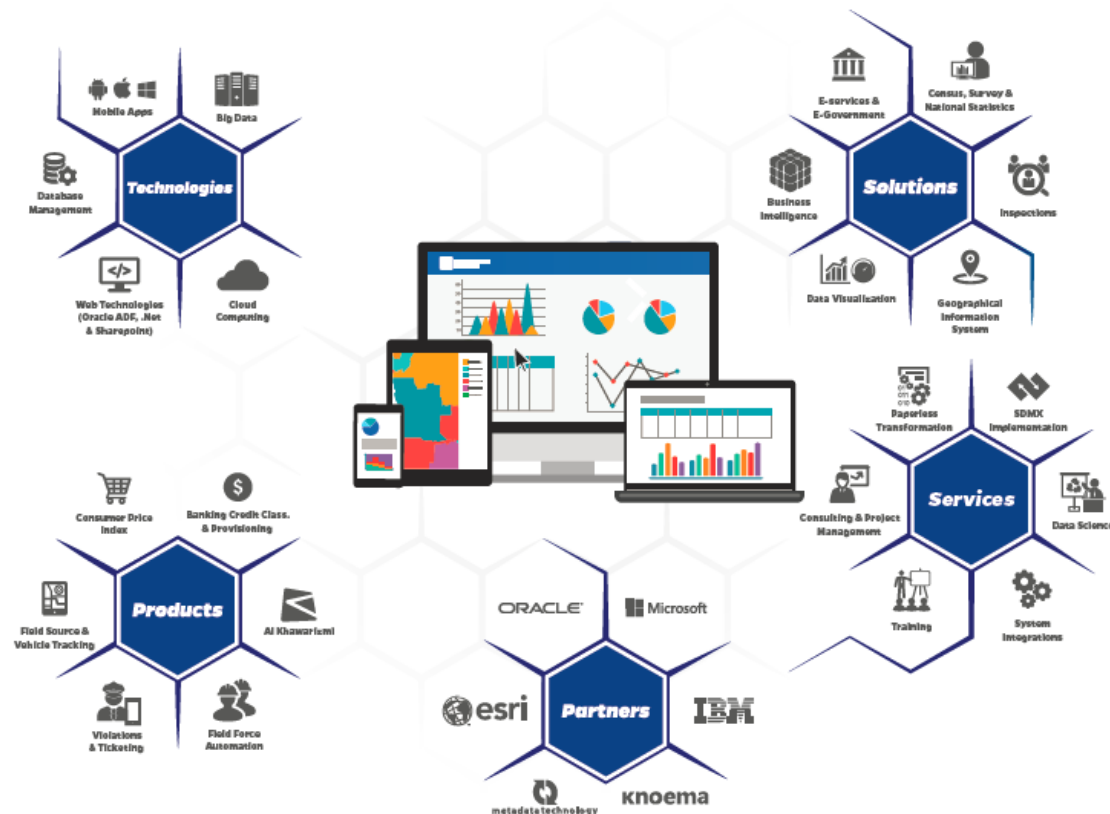 Mobile Apps
Big Data
Technologies
Database
Management
Web Technologies
(Oracle ADF, .Net
& Sharepoint)
Cloud
Computing
E-services &
E-Government
Census, Survey &
National Statistics
Solutions
Business
Intelligence
Inspections
Data Visualization
Geographical
Information
System
Paperless
Transformation
SDMX
Implementation
Services
Consulting & Project
Management
Data Science
Training
System
Integrations
Consumer Price
Index
Banking Credit Class.
& Provisioning
Products
Field Source &
Vehicle Tracking
Al Khawarizmi
Violations
& Ticketing
Field Force
Automation
ORACLE
Microsoft
esri
Partners
IBM
metadata technology
knoema